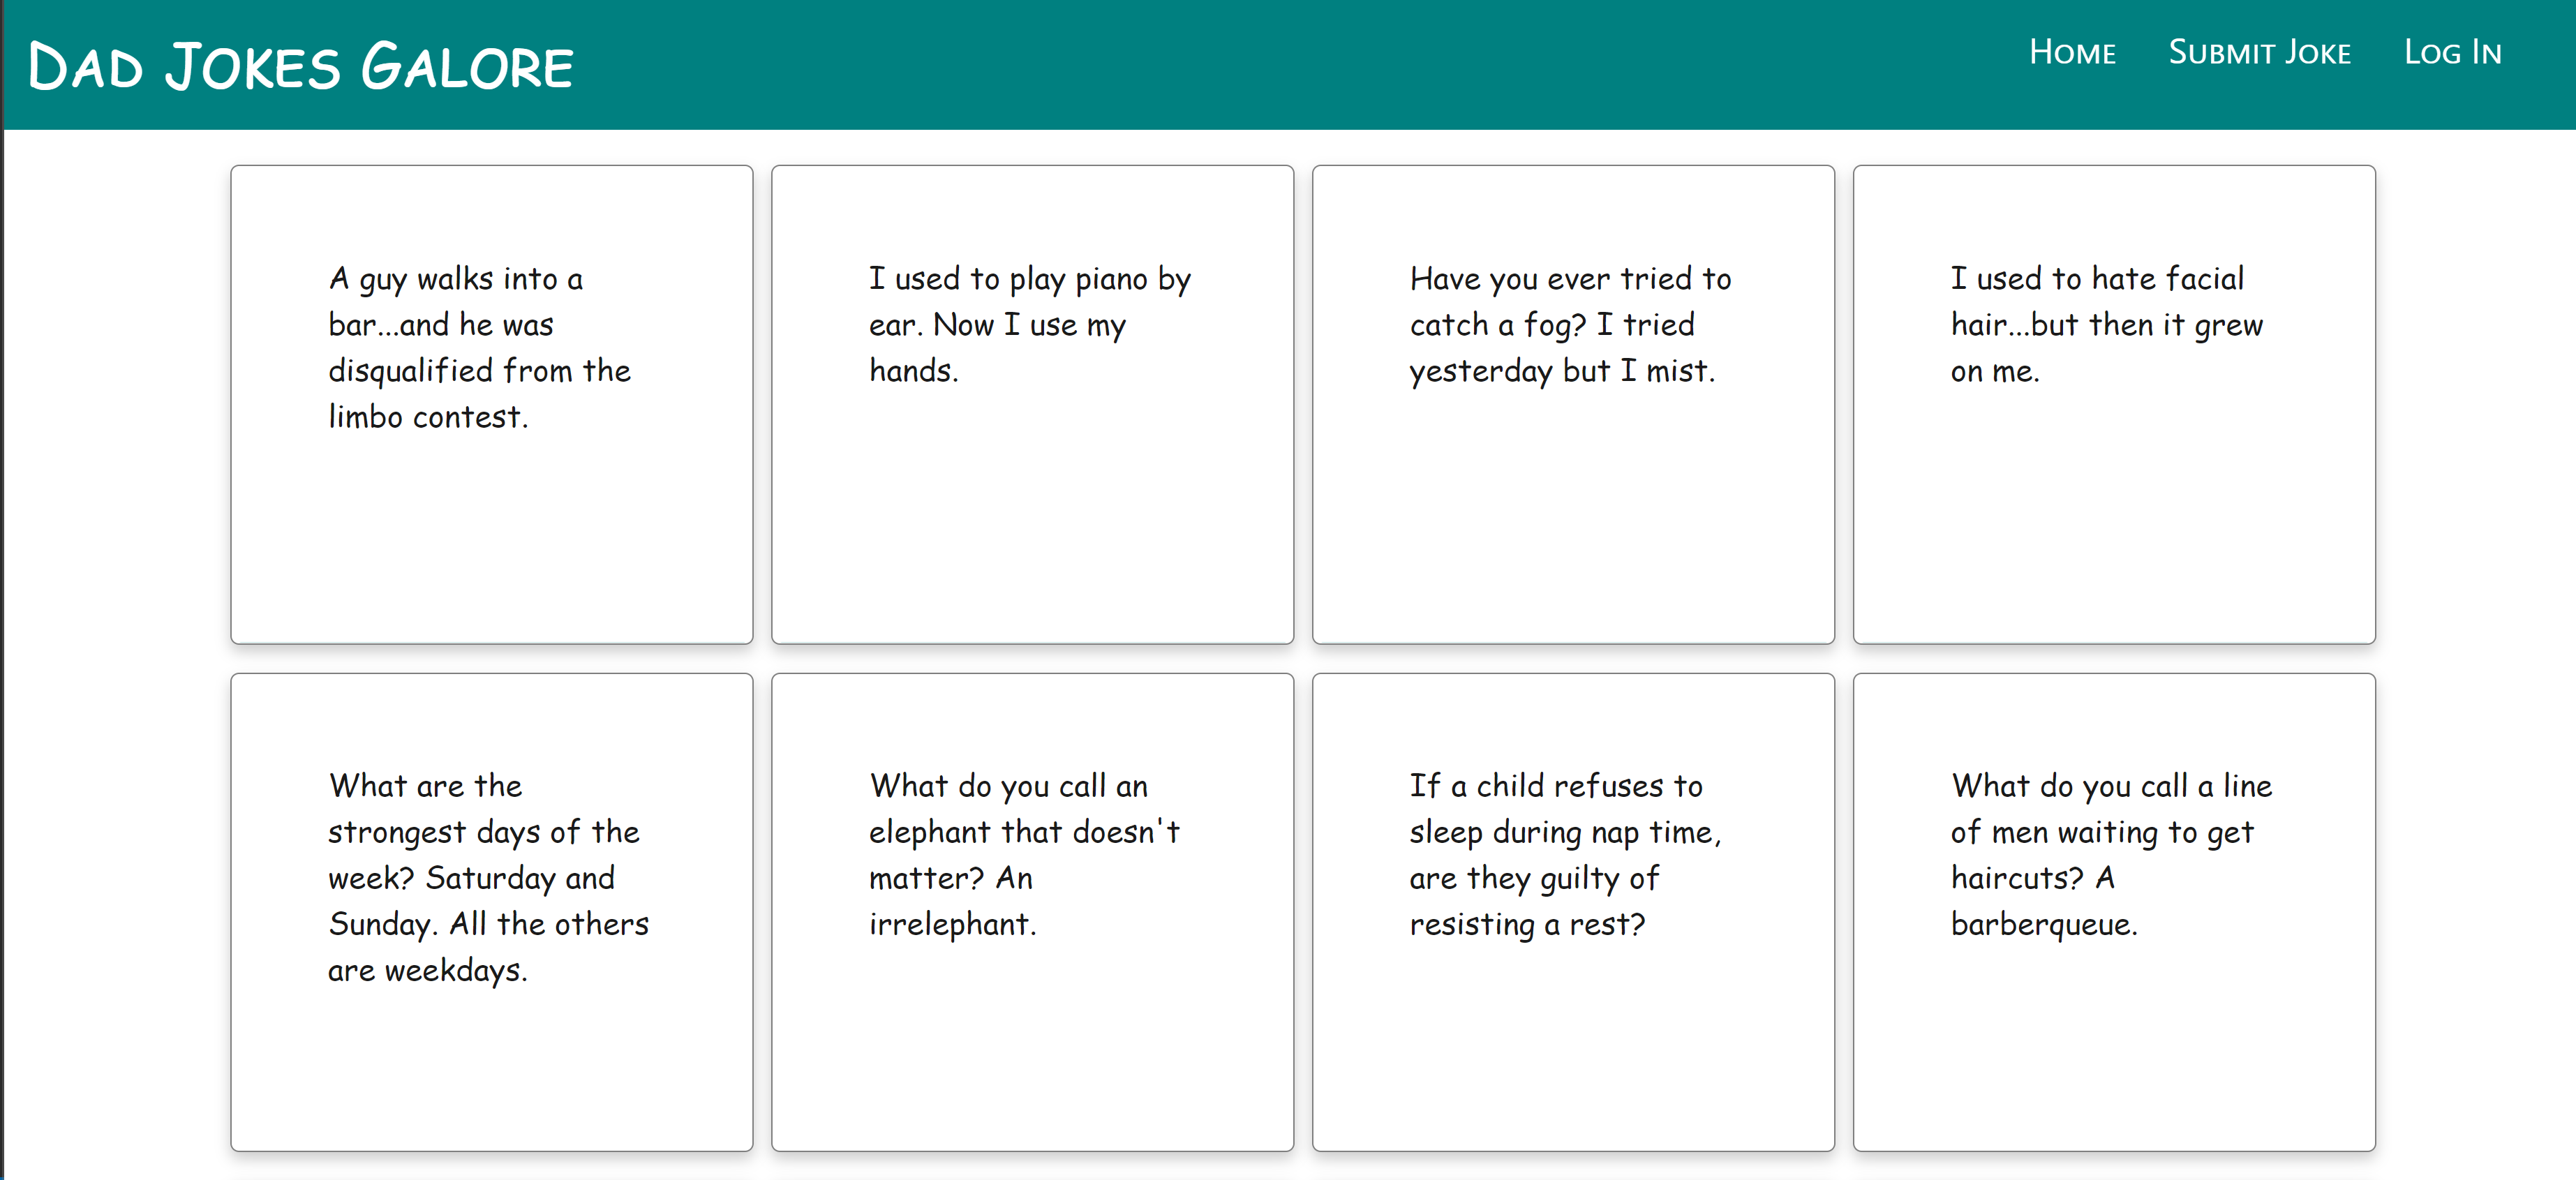 Dad Jokes Galore
Home
Submit Joke
Log In
A guy walks into a
bar...and he was
disqualified from the
limbo contest.
I used to play piano by
ear. Now I use my
hands.
Have you ever tried to
catch a fog? I tried
yesterday but I mist.
I used to hate facial
hair...but then it grew
on me.
What are the
strongest days of the
week? Saturday and
Sunday. All the others
are weekdays.
What do you call an
elephant that doesn't
matter? An
irrelephant.
If a child refuses to
sleep during nap time,
are they guilty of
resisting a rest?
What do you call a line
of men waiting to get
haircuts? A
barberqueue.